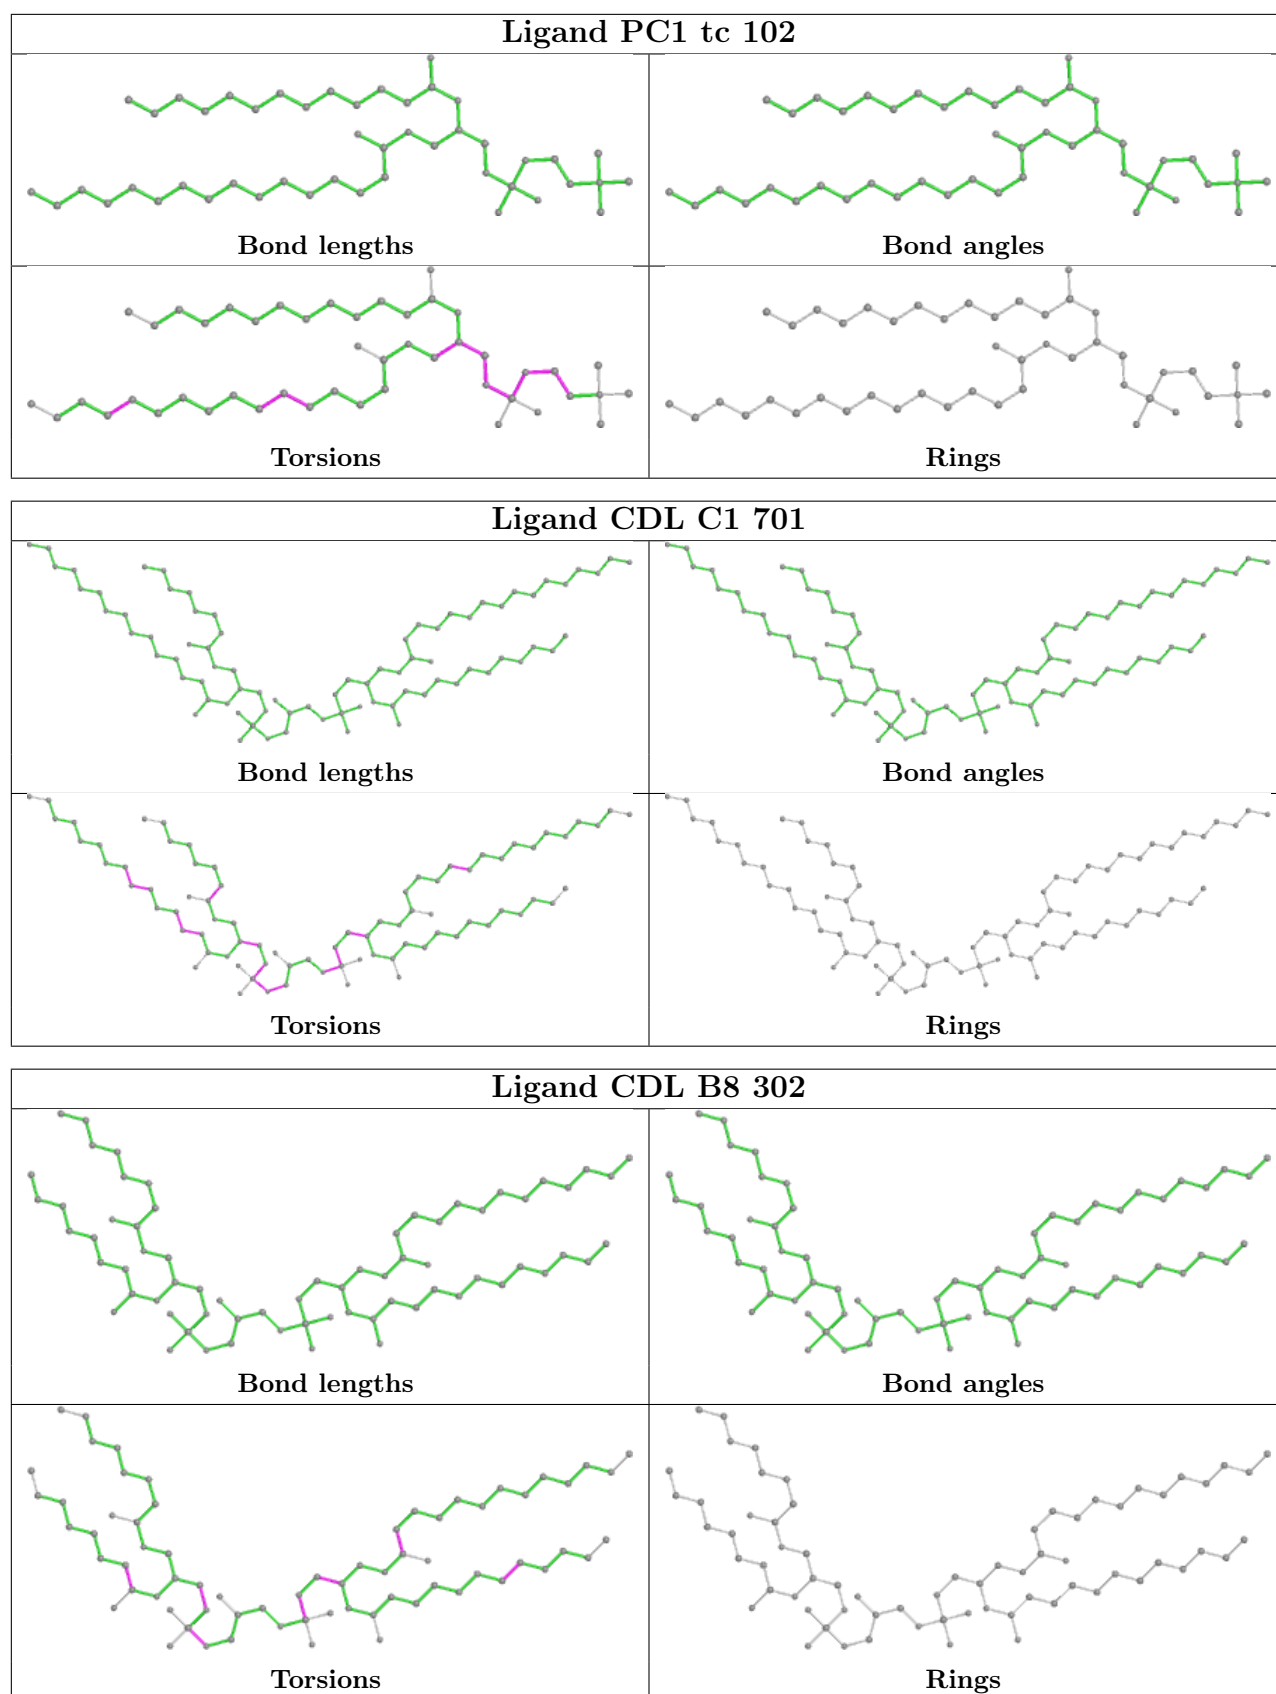 Ligand PC1 tc 102
Bond lengths
Bond angles
Torsions
Rings
Ligand CDL C1 701
Bond lengths
Bond angles
Torsions
Rings
Ligand CDL B8 302
Bond lengths
Bond angles
Torsions
Rings